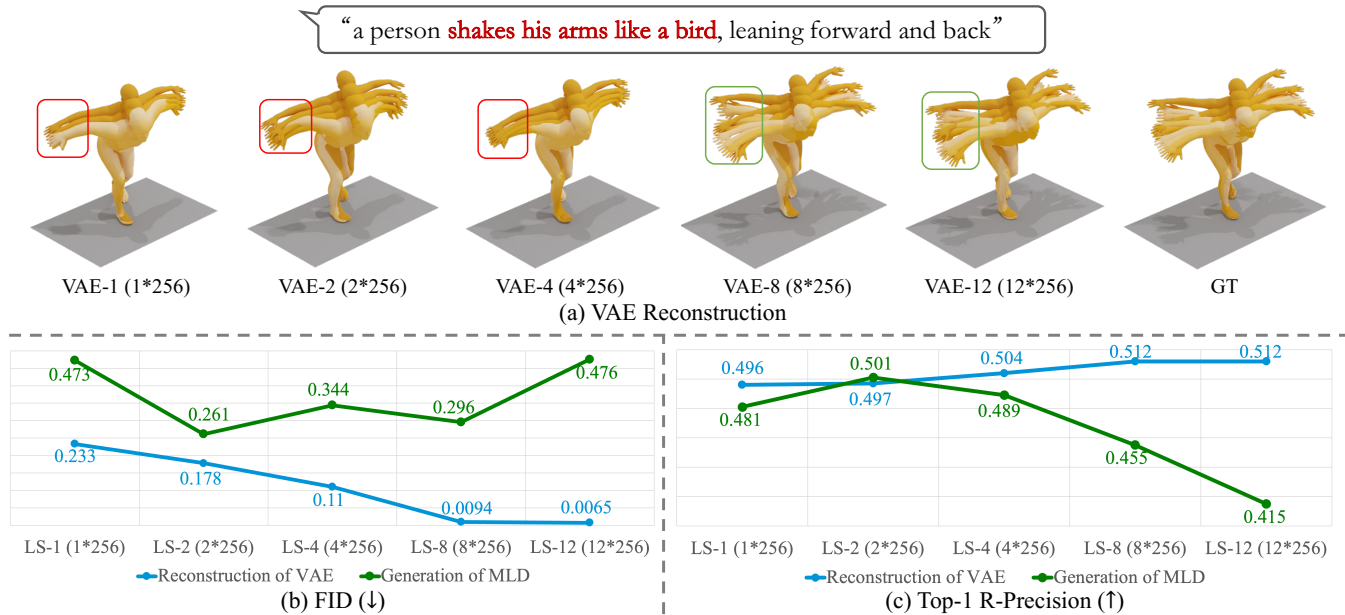 “a person shakes his arms like a bird, leaning forward and back”
VAE-1 (1*256) VAE-2 (2*256) VAE-4 (4*256) VAE-8 (8*256) VAE-12 (12*256) GT
(a) VAE Reconstruction
0.473
0.261
0.344
0.296
0.476
0.233
0.178
0.11
0.0094
0.0065
LS-1 (1*256) LS-2 (2*256) LS-4 (4*256) LS-8 (8*256) LS-12 (12*256)
Reconstruction of VAE Generation of MLD
(b) FID (↓)
0.496
0.497
0.504
0.512
0.512
0.481
0.501
0.489
0.455
0.415
LS-1 (1*256) LS-2 (2*256) LS-4 (4*256) LS-8 (8*256) LS-12 (12*256)
Reconstruction of VAE Generation of MLD
(c) Top-1 R-Precision (↑)